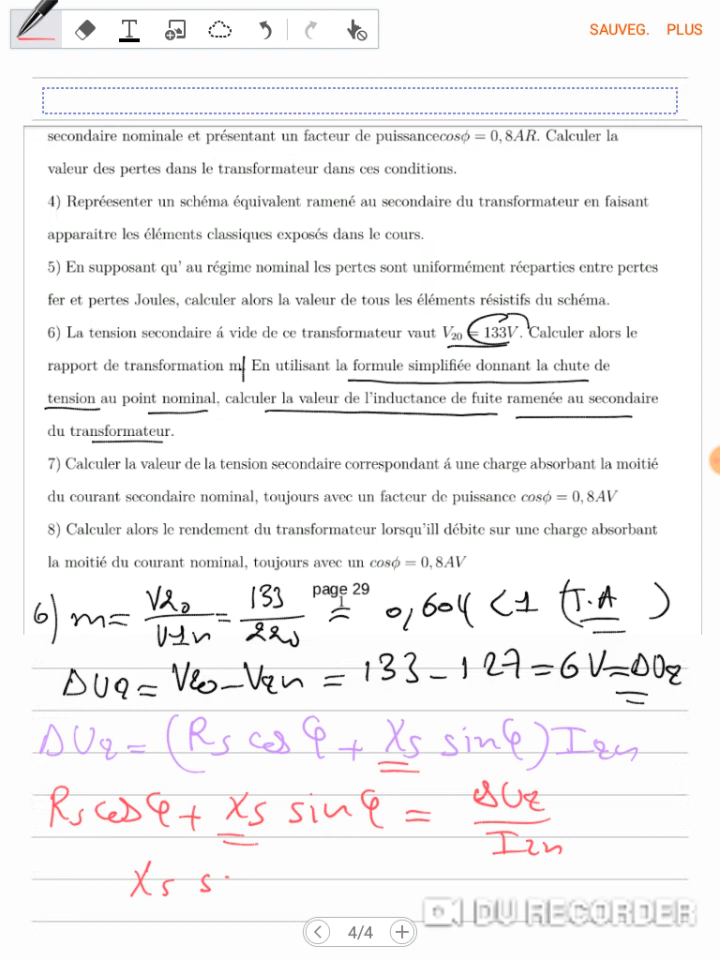 T
SAUVEG. PLUS
secondaire nominale et présentant un facteur de puissancecosϕ = 0, 8AR. Calculer la
valeur des pertes dans le transformateur dans ces conditions.
4) Repréesenter un schéma équivalent ramené au secondaire du transformateur en faisant
apparaitre les éléments classiques exposés dans le cours.
5) En supposant qu' au régime nominal les pertes sont uniformément réeparties entre pertes
fer et pertes Joules, calculer alors la valeur de tous les éléments résistifs du schéma.
6) La tension secondaire á vide de ce transformateur vaut V₂₀ = 133V. Calculer alors le
rapport de transformation m. En utilisant la formule simplifiée donnant la chute de
tension au point nominal, calculer la valeur de l'inductance de fuite ramenée au secondaire
du transformateur.
7) Calculer la valeur de la tension secondaire correspondant á une charge absorbant la moitié
du courant secondaire nominal, toujours avec un facteur de puissance cosϕ = 0, 8AV
8) Calculer alors le rendement du transformateur lorsqu'ill débite sur une charge absorbant
la moitié du courant nominal, toujours avec un cosϕ = 0, 8AV
page 29
6) m = V20/V1n = 133/220 = 0,604 < 1 (T.A)
ΔU2 = V20 - V2n = 133 - 127 = 6V = ΔU2
ΔU2 = (Rs cos φ + Xs sin φ) I2n
Rs cos φ + Xs sin φ = ΔU2/I2n
Xs s
4/4
DU RECORDER